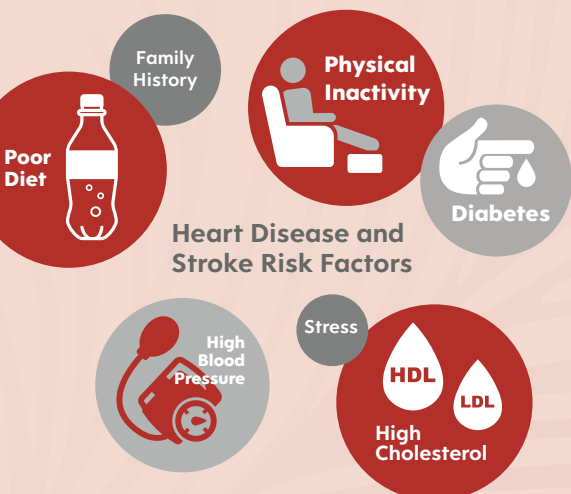 Family
History
Physical
Inactivity
Poor
Diet
Diabetes
Heart Disease and
Stroke Risk Factors
High
Blood
Pressure
Stress
HDL
LDL
High
Cholesterol